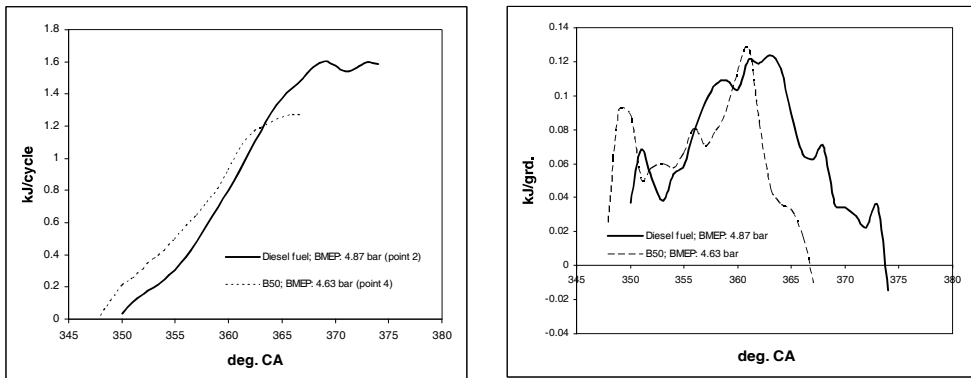 kJ/cycle
1.8
1.6
1.4
1.2
1
0.8
0.6
0.4
0.2
0
345 350 355 360 365 370 375 380
deg. CA
Diesel fuel; BMEP: 4.87 bar (point 2)
B50; BMEP: 4.63 bar (point 4)
kJ/grd.
0.14
0.12
0.1
0.08
0.06
0.04
0.02
0
-0.02
-0.04
345 350 355 360 365 370 375 380
deg. CA
Diesel fuel; BMEP: 4.87 bar
B50; BMEP: 4.63 bar